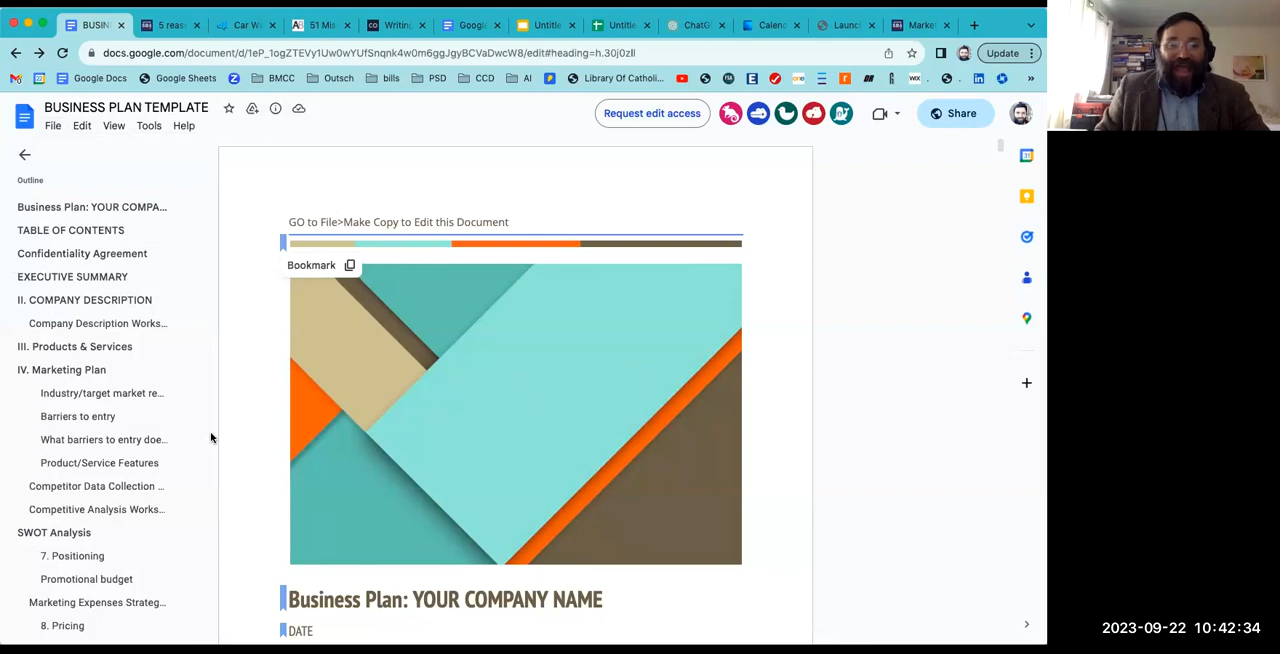 BUSIN
5 reas
Car W
51 Mis
Writing
Google
Untitle
Untitle
ChatG
Calenc
Launc
Market
docs.google.com/document/d/1eP_1ogZTEVy1Uw0wYUfSnqnk4w0m6ggJgyBCVaDwcW8/edit#heading=h.30j0zll
Update
Google Docs
Google Sheets
BMCC
Outsch
bills
PSD
CCD
AI
Library Of Catholi...
BUSINESS PLAN TEMPLATE
File Edit View Tools Help
Request edit access
Share
Outline
Business Plan: YOUR COMPA...
TABLE OF CONTENTS
Confidentiality Agreement
EXECUTIVE SUMMARY
II. COMPANY DESCRIPTION
Company Description Works...
III. Products & Services
IV. Marketing Plan
Industry/target market re...
Barriers to entry
What barriers to entry doe...
Product/Service Features
Competitor Data Collection ...
Competitive Analysis Works...
SWOT Analysis
7. Positioning
Promotional budget
Marketing Expenses Strateg...
8. Pricing
GO to File>Make Copy to Edit this Document
Bookmark
Business Plan: YOUR COMPANY NAME
DATE
2023-09-22 10:42:34